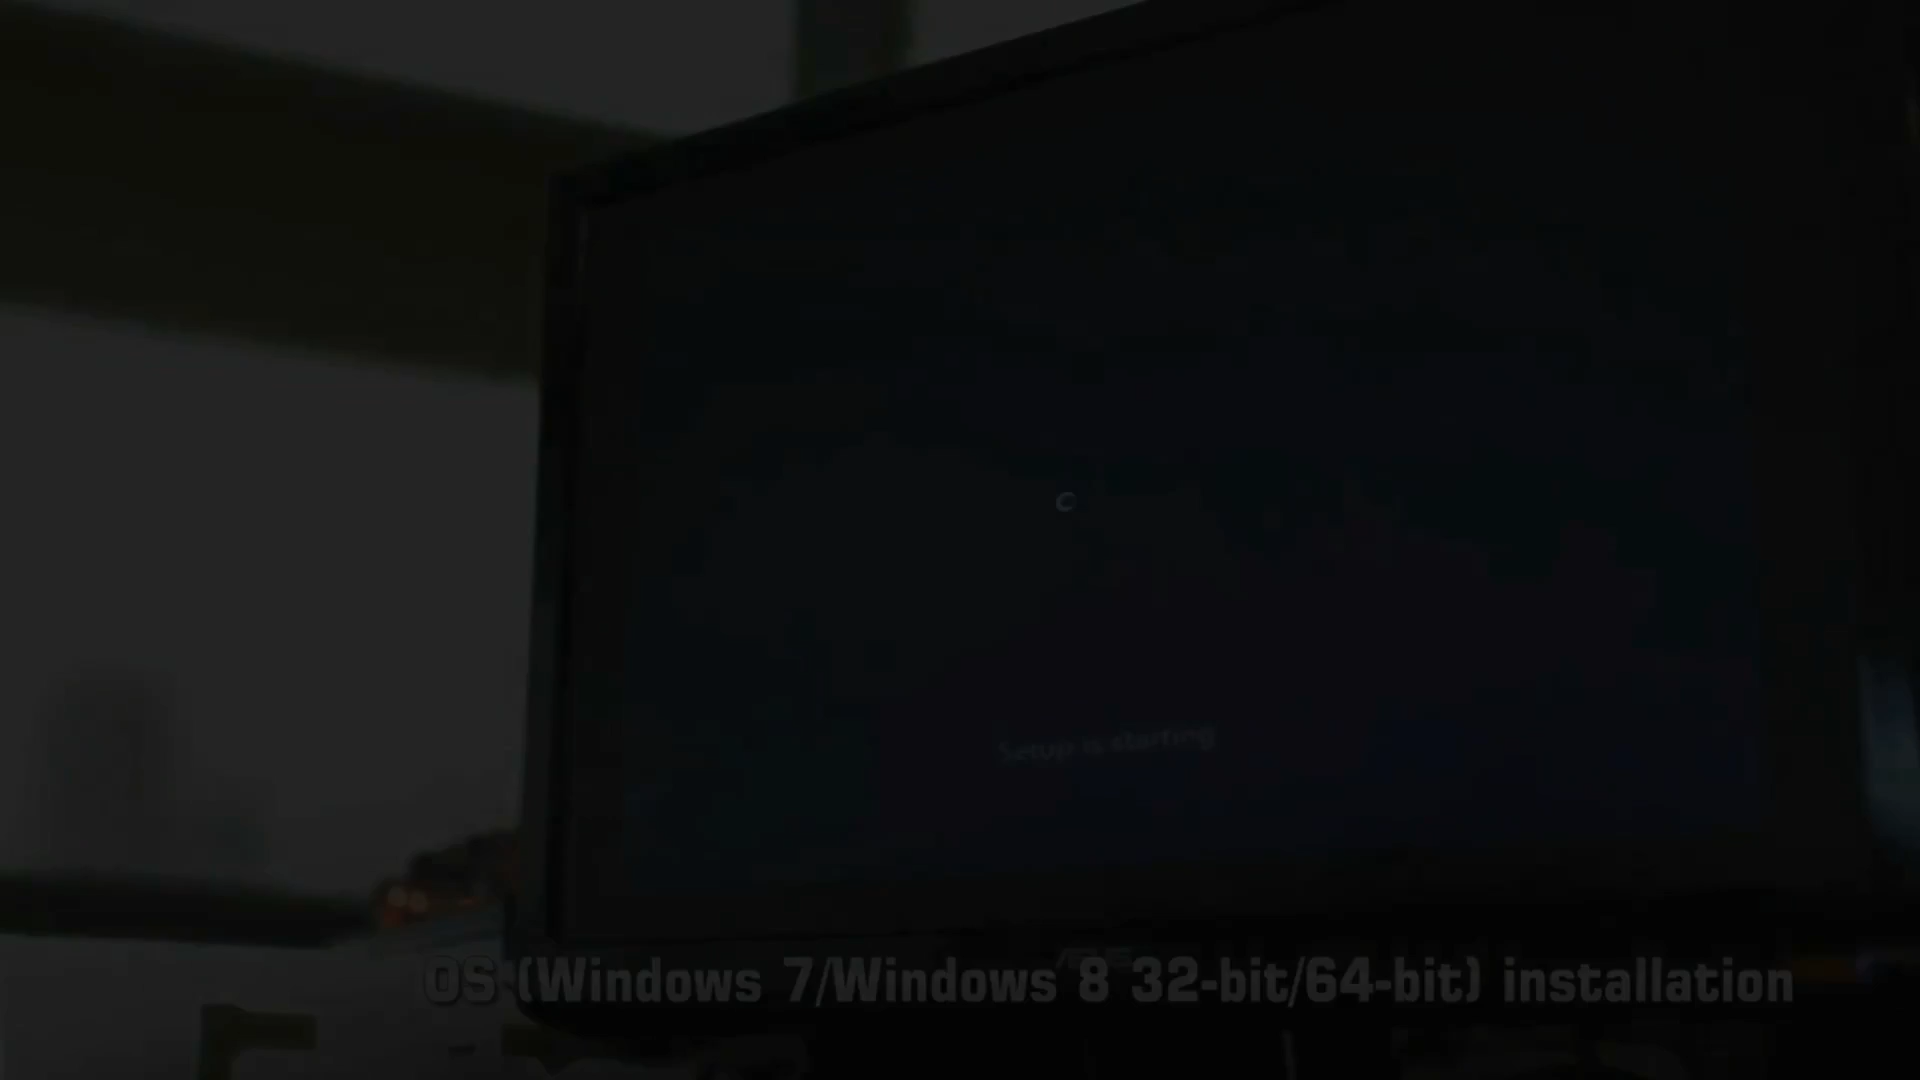 Setup is starting
OS (Windows 7/Windows 8 32-bit/64-bit) installation